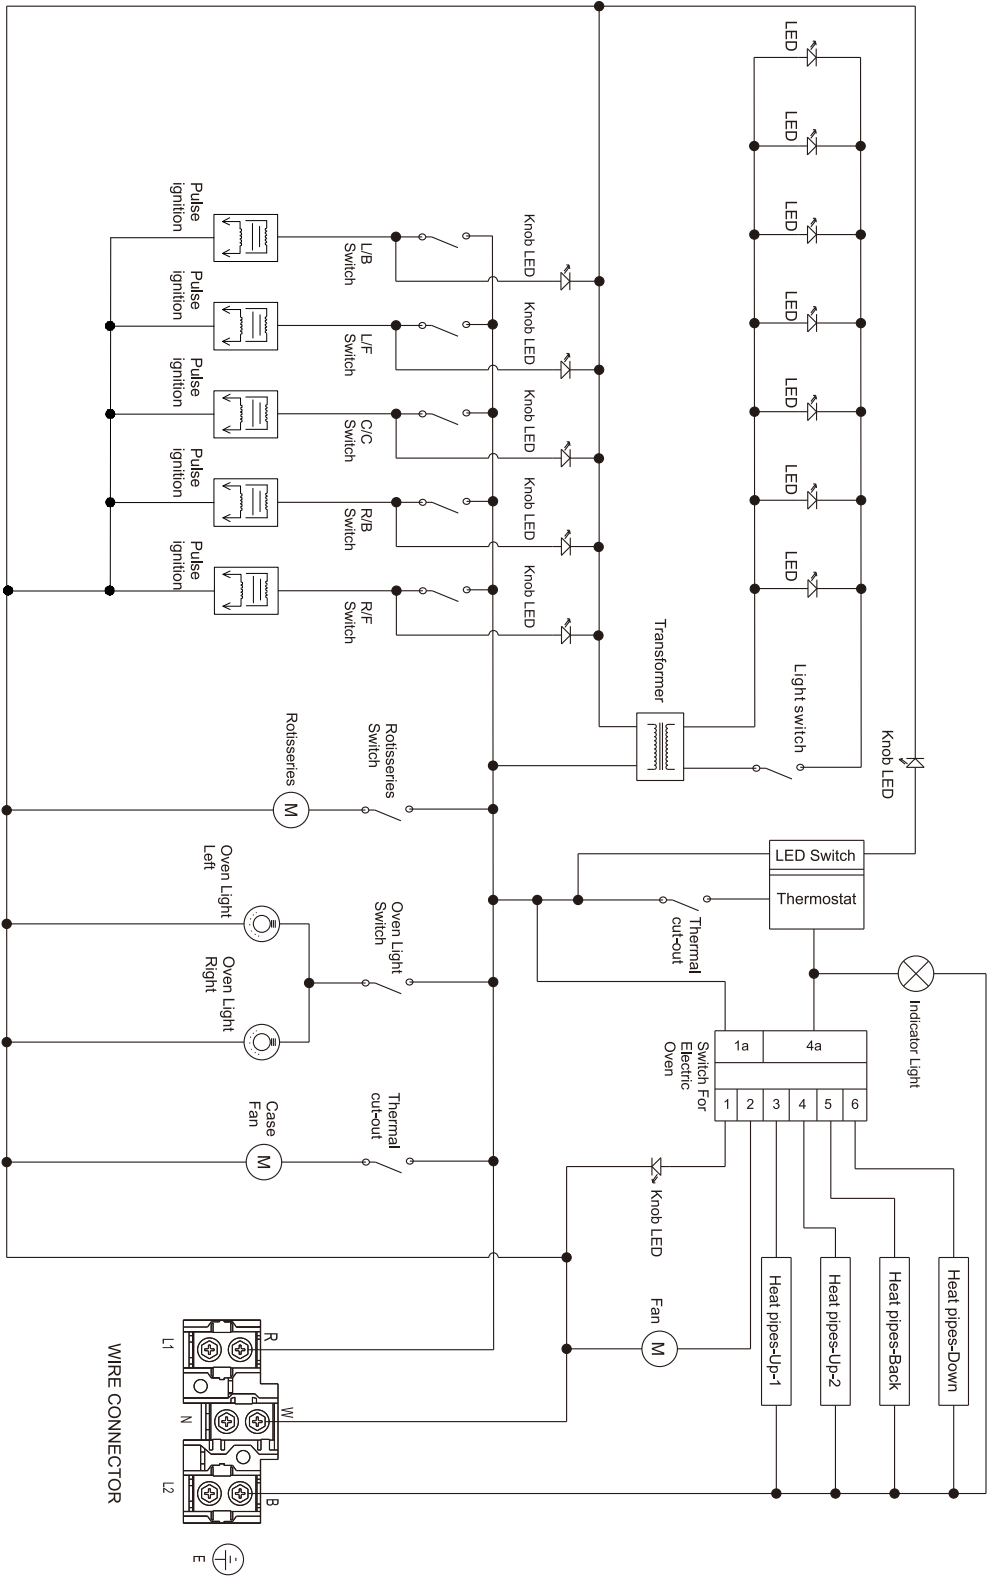 LED
LED
LED
LED
LED
LED
LED
Knob LED
Knob LED
Knob LED
Knob LED
Knob LED
Pulse
ignition
Pulse
ignition
Pulse
ignition
Pulse
ignition
Pulse
ignition
L/B
Switch
L/F
Switch
C/C
Switch
R/B
Switch
R/F
Switch
Transformer
Light switch
Knob LED
Rotisseries
Rotisseries
Switch
M
LED Switch
Thermostat
Thermal
cut-out
Oven Light
Left
Oven Light
Right
Oven Light
Switch
Indicator Light
1a
4a
Switch For
Electric
Oven
1
2
3
4
5
6
Case
Fan
M
Thermal
cut-out
Knob LED
Fan
M
Heat pipes-Up-1
Heat pipes-Up-2
Heat pipes-Back
Heat pipes-Down
WIRE CONNECTOR
L1
R
N
W
L2
B
E